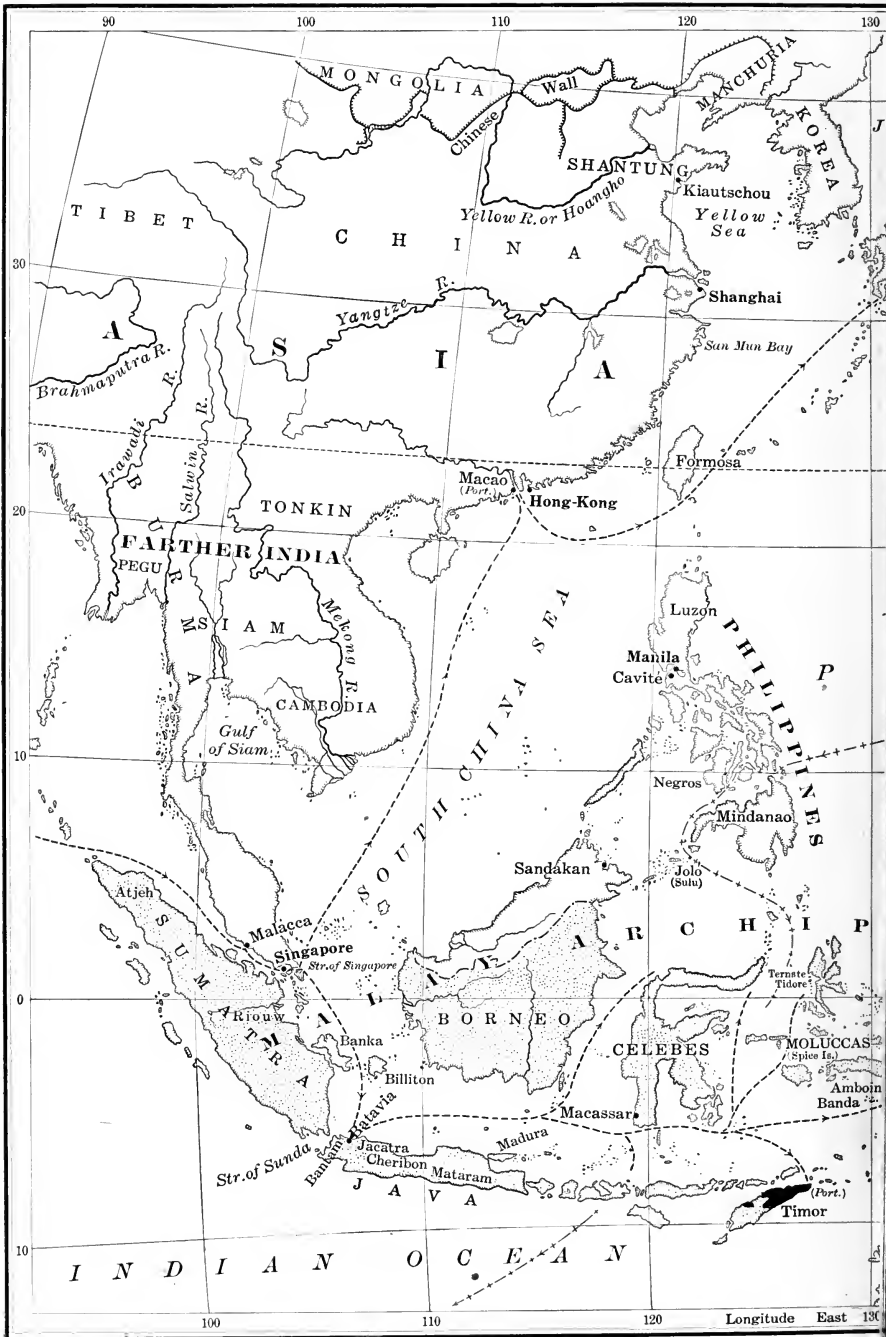 90
100
110
120
130
MONGOLIA
Chinese
Wall
MANCHURIA
KOREA
J
SHANTUNG
Kiautschou
Yellow R. or Hoangho
Yellow
Sea
TIBET
CHINA
30
Yangtze R.
Shanghai
ASIA
San Mun Bay
Brahmaputra R.
Irawadi R.
Salwin R.
Formosa
Macao
(Port.)
Hong-Kong
TONKIN
20
FARTHER INDIA
BURMA
PEGU
SIAM
Mekong R.
Luzon
PHILIPPINES
Manila
Cavité
P
CAMBODIA
Gulf
of Siam
SOUTH CHINA SEA
10
Negros
Mindanao
Sandakan
Jolo
(Sulu)
Atjeh
SUMATRA
Malacca
Singapore
Str. of Singapore
MALAY ARCHIP
Ternate
Tidore
0
Riouw
BORNEO
Banka
CELEBES
MOLUCCAS
(Spice Is.)
Billiton
Amboin
Banda
Macassar
Batavia
Bantam
Str. of Sunda
Jacatra
Cheribon
Mataram
Madura
JAVA
(Port.)
Timor
10
INDIAN OCEAN
100
110
120
Longitude East
130